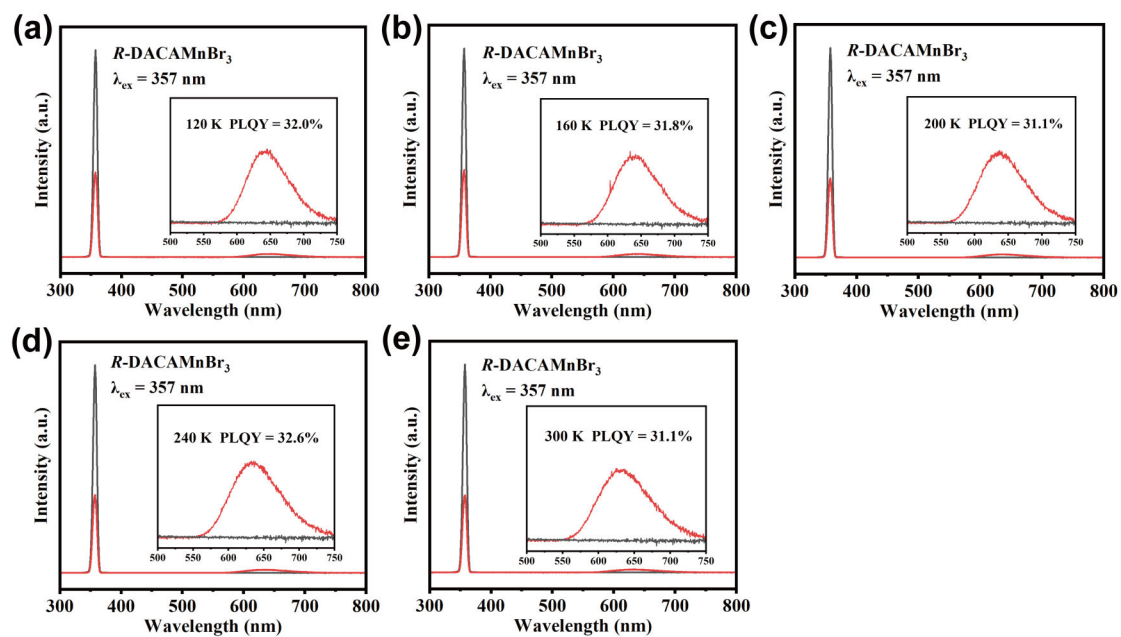 (a)
R-DACAMnBr₃
λₑₓ = 357 nm
120 K PLQY = 32.0%
500 550 600 650 700 750
300 400 500 600 700 800
Wavelength (nm)
Intensity (a.u.)
(b)
R-DACAMnBr₃
λₑₓ = 357 nm
160 K PLQY = 31.8%
500 550 600 650 700 750
300 400 500 600 700 800
Wavelength (nm)
Intensity (a.u.)
(c)
R-DACAMnBr₃
λₑₓ = 357 nm
200 K PLQY = 31.1%
500 550 600 650 700 750
300 400 500 600 700 800
Wavelength (nm)
Intensity (a.u.)
(d)
R-DACAMnBr₃
λₑₓ = 357 nm
240 K PLQY = 32.6%
500 550 600 650 700 750
300 400 500 600 700 800
Wavelength (nm)
Intensity (a.u.)
(e)
R-DACAMnBr₃
λₑₓ = 357 nm
300 K PLQY = 31.1%
500 550 600 650 700 750
300 400 500 600 700 800
Wavelength (nm)
Intensity (a.u.)